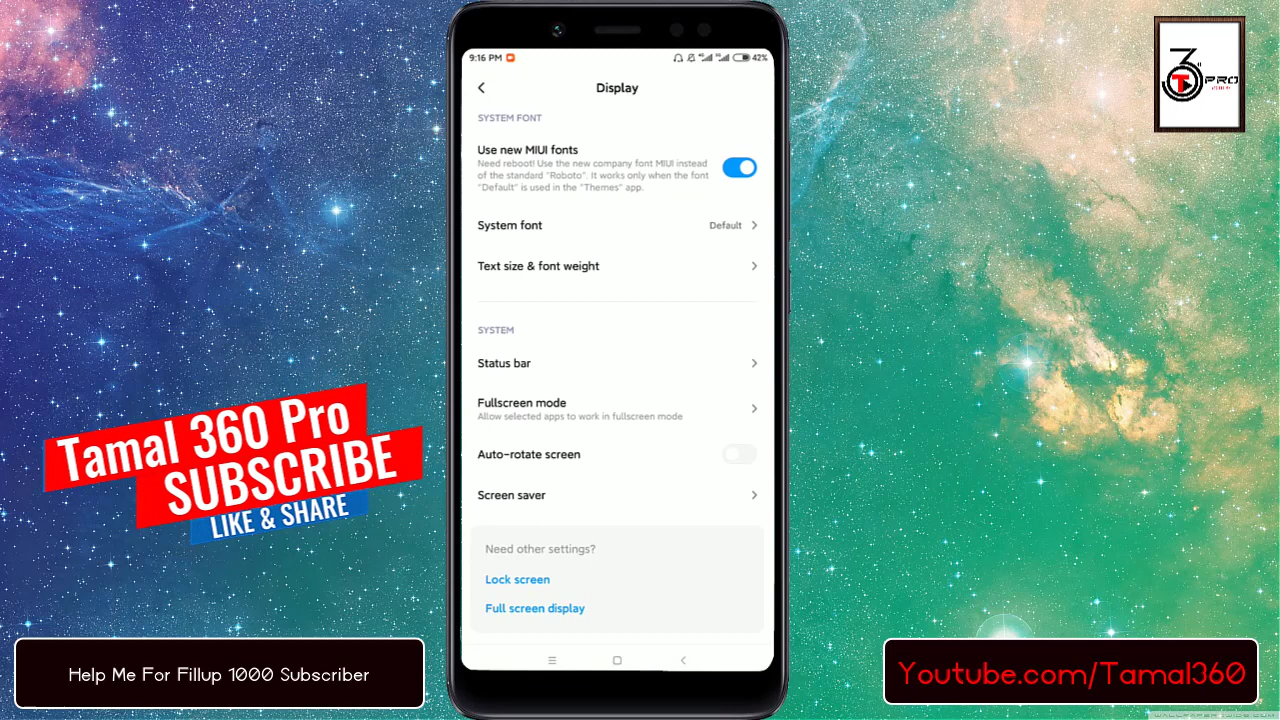 9:16 PM
42%
Display
SYSTEM FONT
Use new MIUI fonts
Need reboot! Use the new company font MIUI instead
of the standard "Roboto". It works only when the font
"Default" is used in the "Themes" app.
System font
Default
Text size & font weight
SYSTEM
Status bar
Fullscreen mode
Allow selected apps to work in fullscreen mode
Auto-rotate screen
Screen saver
Need other settings?
Lock screen
Full screen display
Tamal 360 Pro
SUBSCRIBE
LIKE & SHARE
Help Me For Fillup 1000 Subscriber
Youtube.com/Tamal360
PRO